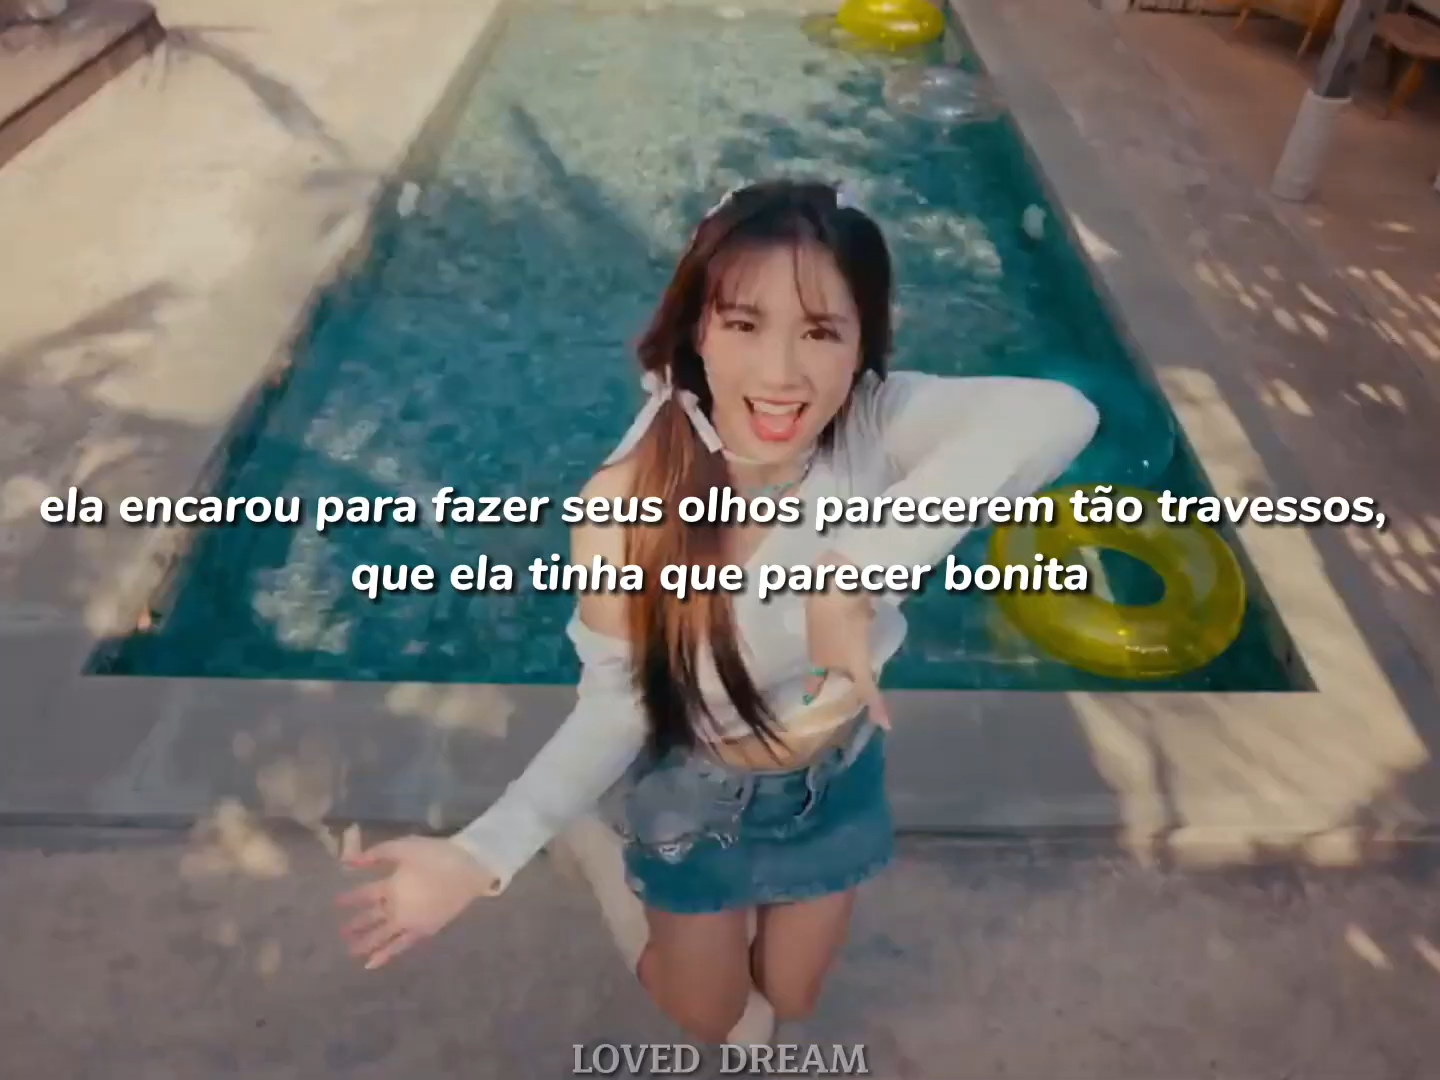 ela encarou para fazer seus olhos parecerem tão travessos,
que ela tinha que parecer bonita
LOVED DREAM